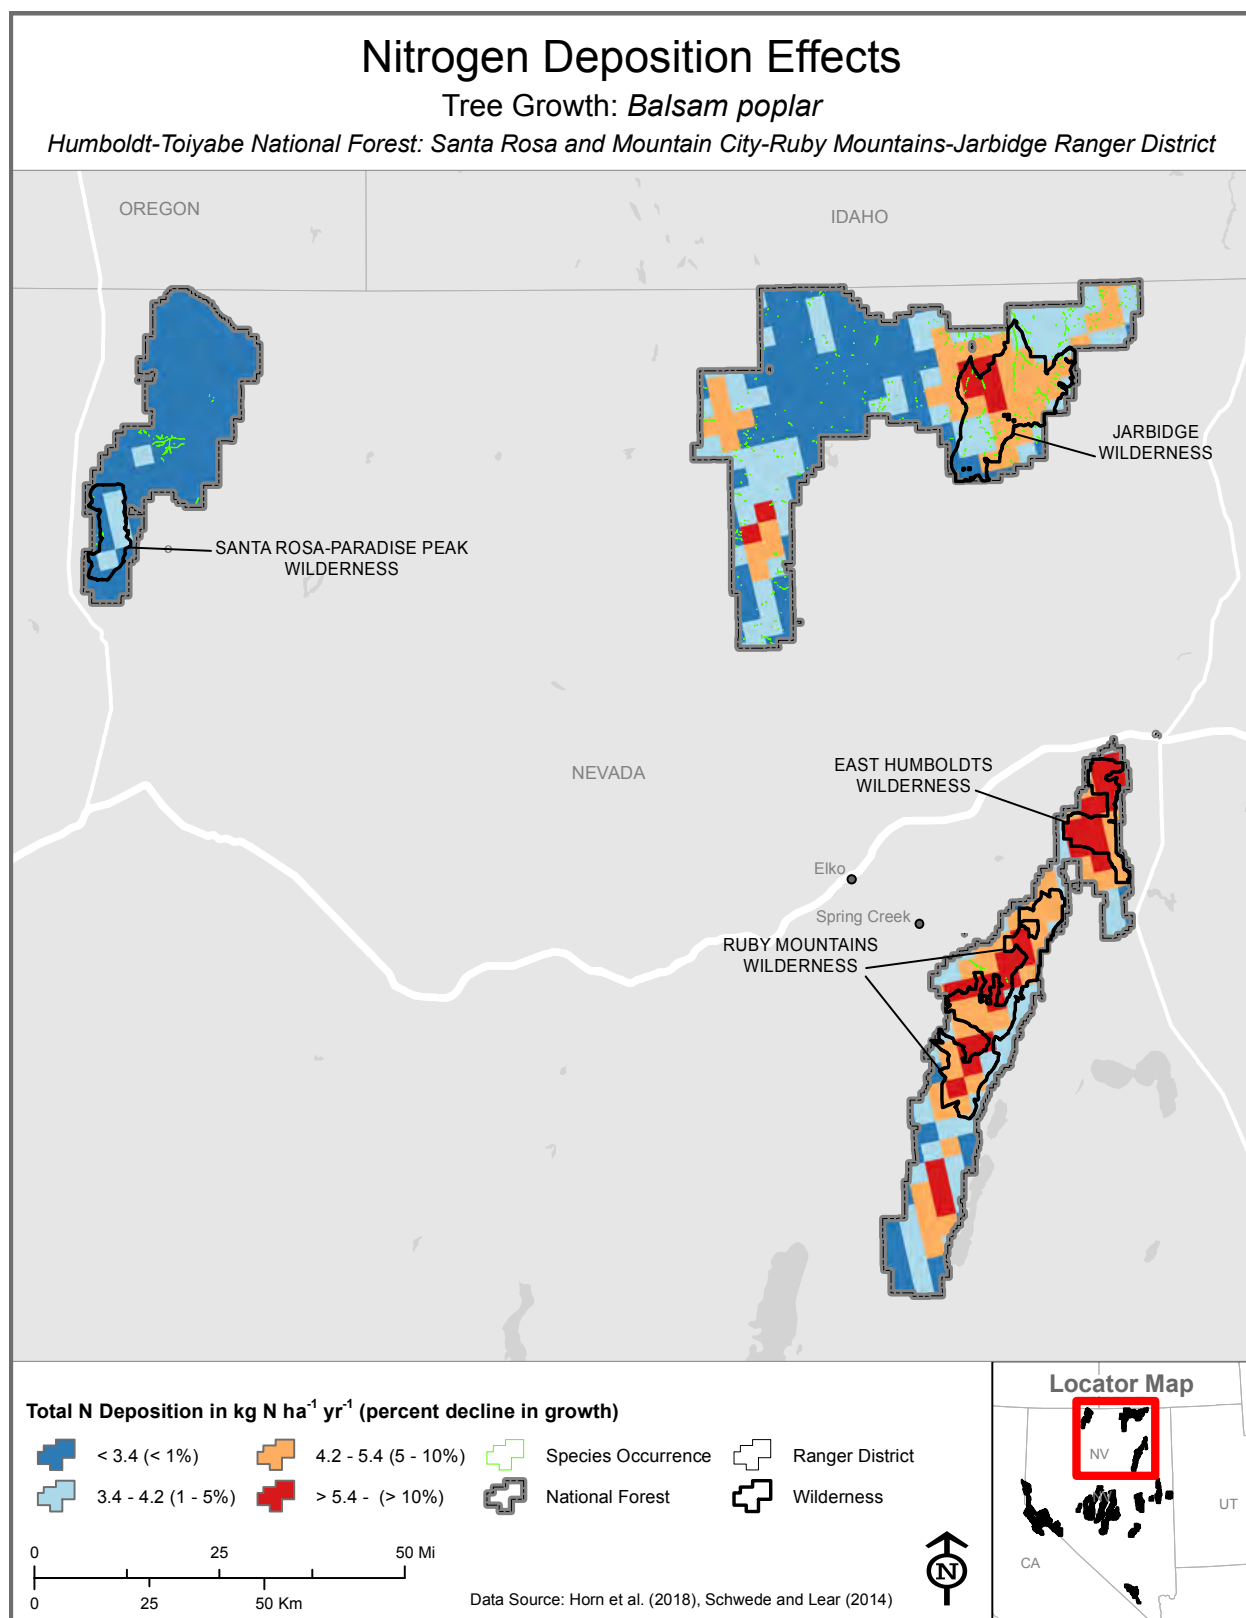 Nitrogen Deposition Effects
Tree Growth: Balsam poplar
Humboldt-Toiyabe National Forest: Santa Rosa and Mountain City-Ruby Mountains-Jarbidge Ranger District
OREGON
IDAHO
JARBIDGE
WILDERNESS
SANTA ROSA-PARADISE PEAK
WILDERNESS
NEVADA
EAST HUMBOLDTS
WILDERNESS
Elko
Spring Creek
RUBY MOUNTAINS
WILDERNESS
Total N Deposition in kg N ha⁻¹ yr⁻¹ (percent decline in growth)
< 3.4 (< 1%)
4.2 - 5.4 (5 - 10%)
Species Occurrence
Ranger District
3.4 - 4.2 (1 - 5%)
> 5.4 - (> 10%)
National Forest
Wilderness
0 25 50 Mi
0 25 50 Km
N
Data Source: Horn et al. (2018), Schwede and Lear (2014)
Locator Map
NV
UT
CA